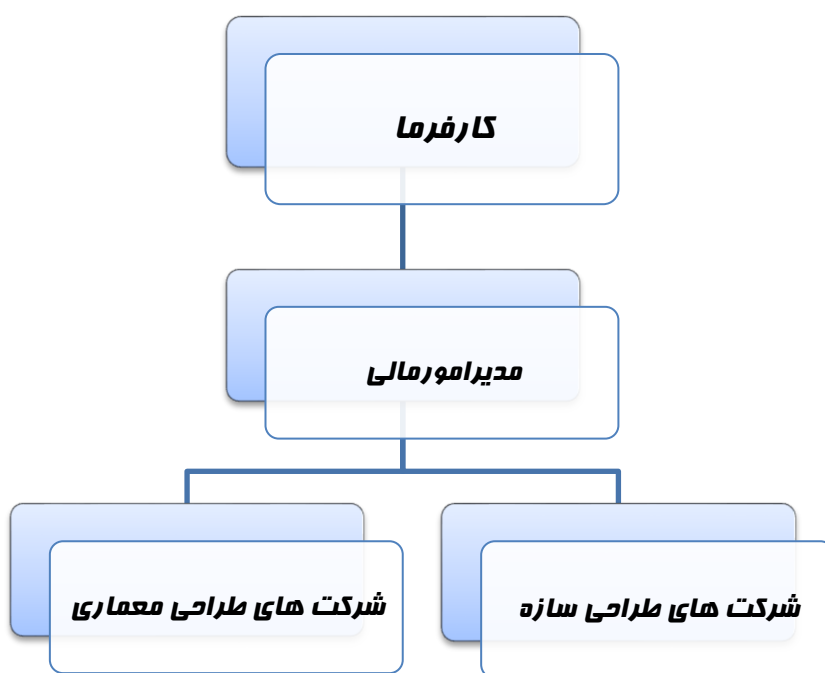 کارفرما
مدیرامورمالی
شرکت های طراحی سازه
شرکت های طراحی معماری